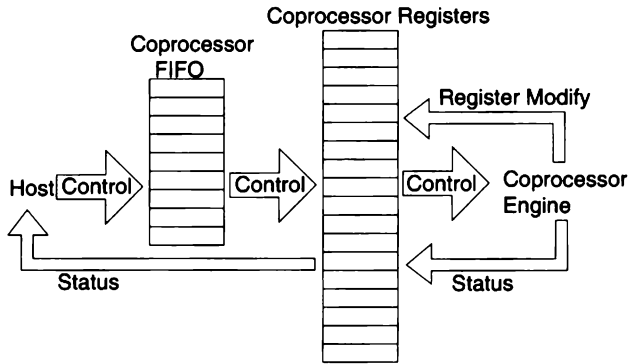 Coprocessor Registers
Coprocessor
FIFO
Register Modify
Host
Control
Control
Control
Coprocessor
Engine
Status
Status